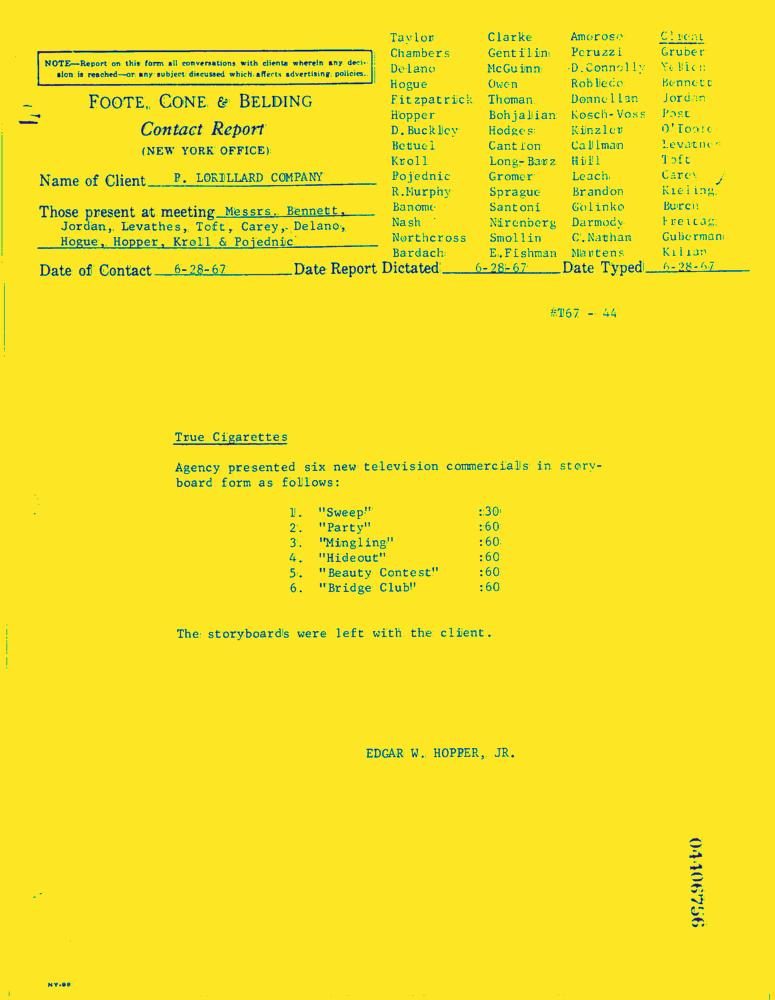 NOTE—Report on this form all conversations with clients wherein any deci-
sion is reached—or any subject discussed which affects advertising policies.
FOOTE, CONE & BELDING
Contact Report
(NEW YORK OFFICE)
Name of Client P. LORILLARD COMPANY
Those present at meeting Messrs. Bennett,
Jordan, Levathes, Toft, Carey, Delano,
Hogue, Hopper, Kroll & Pojednic
Taylor Clarke Amoroso Client
Chambers Gentilin Peruzzi Gruber
Delano McGuinn D.Connolly Yellen
Hogue Owen Robledo Bennett
Fitzpatrick Thoman Donnellan Jordan
Hopper Bohjalian Kosch-Voss Post
D.Buckley Hodges Kinzler O'Toole
Betuel Cantion Callman Levathes
Kroll Long-Barz Hill Toft
Pojednic Gromer Leach Carey
R.Murphy Sprague Brandon Kieling
Banome Santoni Golinko
Nash Nirenberg Darmody Freitag
Northcross Smollin C.Nathan Guberman
Bardach E.Fishman Martens Kilian
Date of Contact 6-28-67 Date Report Dictated 6-28-67 Date Typed 6-28-67
#T67 - 44
True Cigarettes
Agency presented six new television commercials in story-
board form as follows:
1. "Sweep" :30
2. "Party" :60
3. "Mingling" :60
4. "Hideout" :60
5. "Beauty Contest" :60
6. "Bridge Club" :60
The storyboards were left with the client.
EDGAR W. HOPPER, JR.
04406756
NY-98